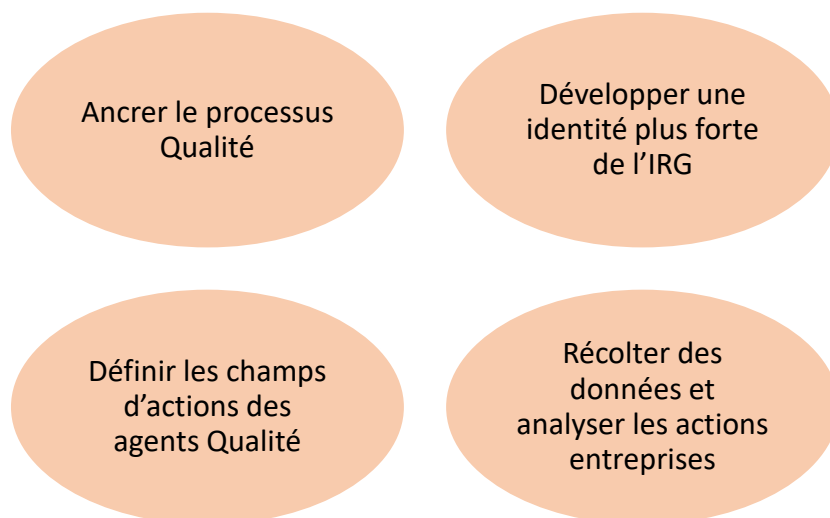 Ancrer le processus
Qualité
Développer une
identité plus forte
de l’IRG
Définir les champs
d’actions des
agents Qualité
Récolter des
données et
analyser les actions
entreprises